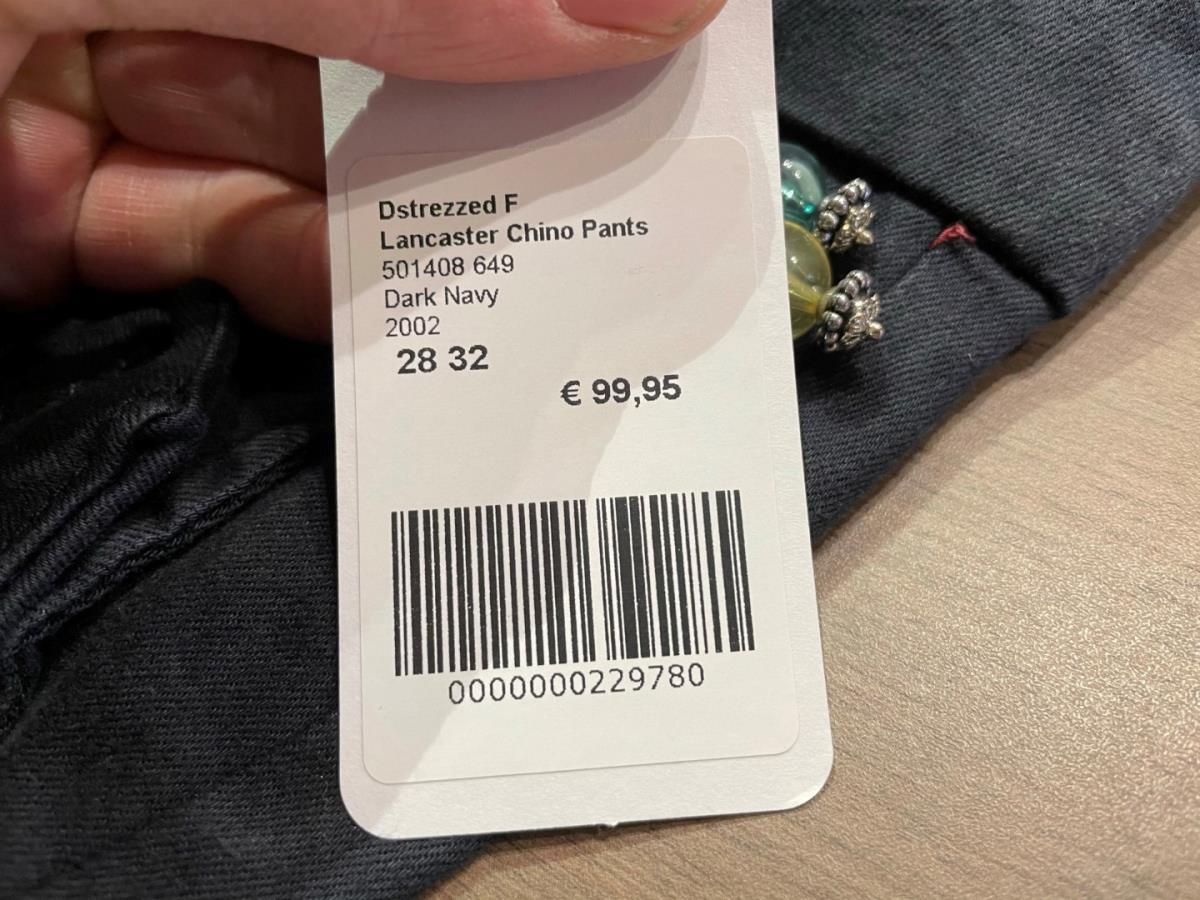 Dstrezzed F
Lancaster Chino Pants
501408 649
Dark Navy
2002
28 32
€ 99,95
0000000229780